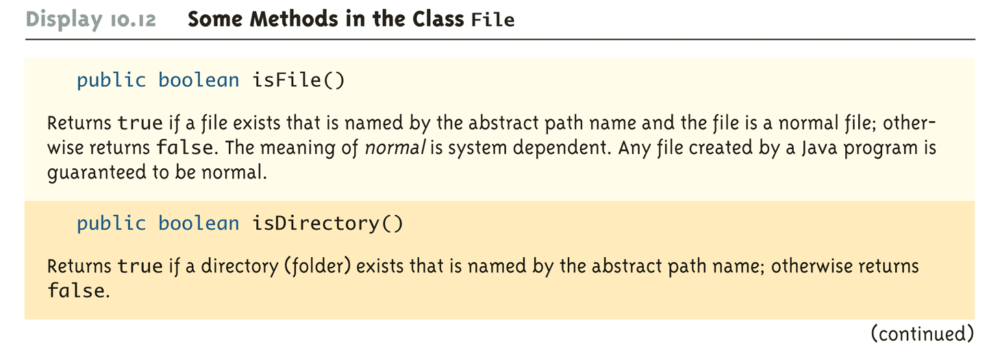 Display 10.12 Some Methods in the Class File
public boolean isFile()
Returns true if a file exists that is named by the abstract path name and the file is a normal file; other-
wise returns false. The meaning of normal is system dependent. Any file created by a Java program is
guaranteed to be normal.
public boolean isDirectory()
Returns true if a directory (folder) exists that is named by the abstract path name; otherwise returns
false.
(continued)